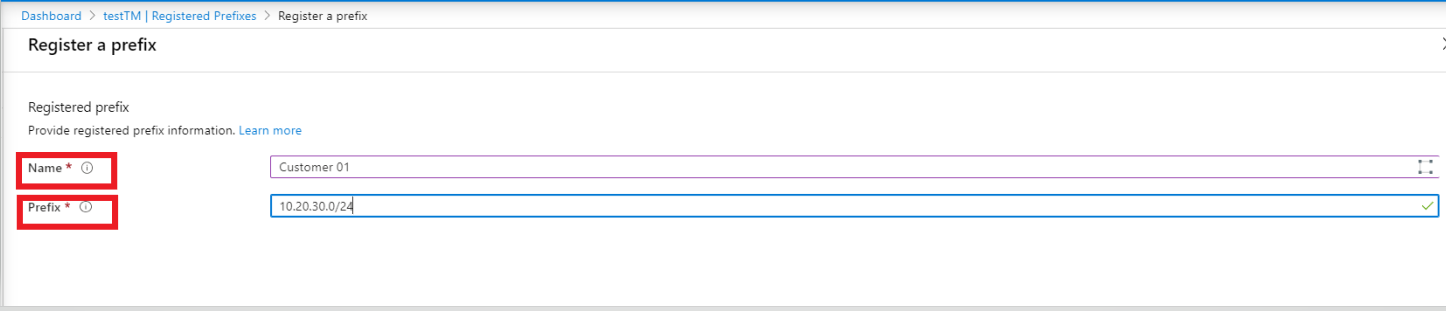 Dashboard > testTM | Registered Prefixes > Register a prefix
Register a prefix
Registered prefix
Provide registered prefix information. Learn more
Name * Customer 01
Prefix * 10.20.30.0/24